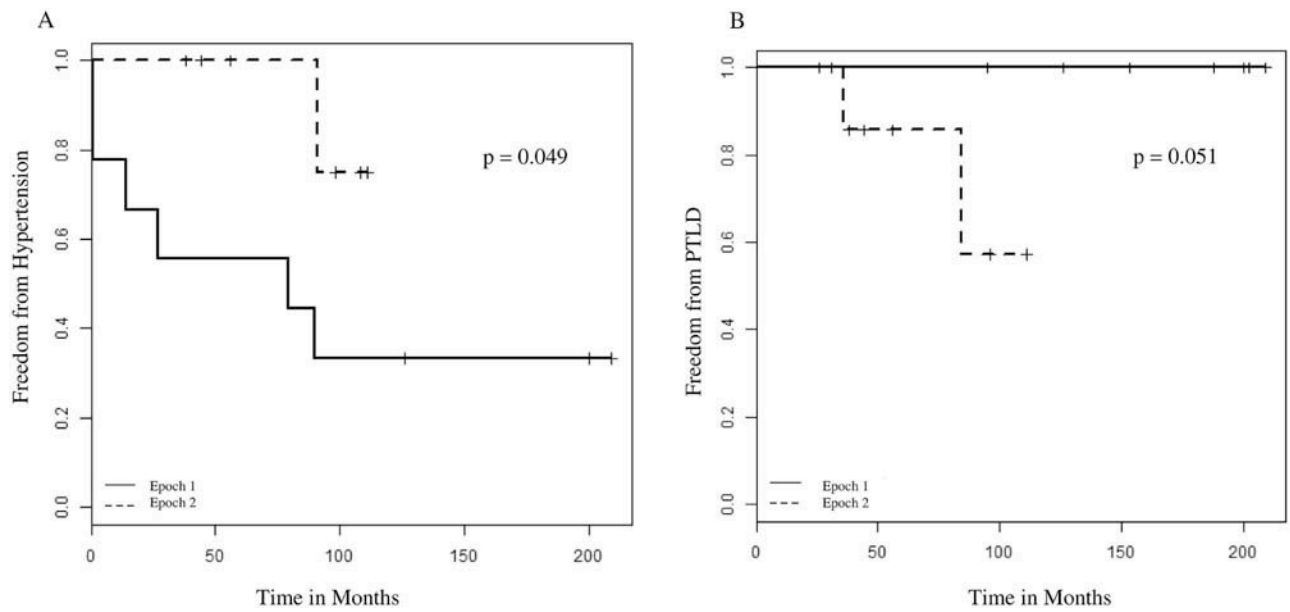 A
Freedom from Hypertension
1.0
0.8
0.6
0.4
0.2
0.0
p = 0.049
Epoch 1
Epoch 2
0 50 100 150 200
Time in Months
B
Freedom from PTLD
1.0
0.8
0.6
0.4
0.2
0.0
p = 0.051
Epoch 1
Epoch 2
0 50 100 150 200
Time in Months